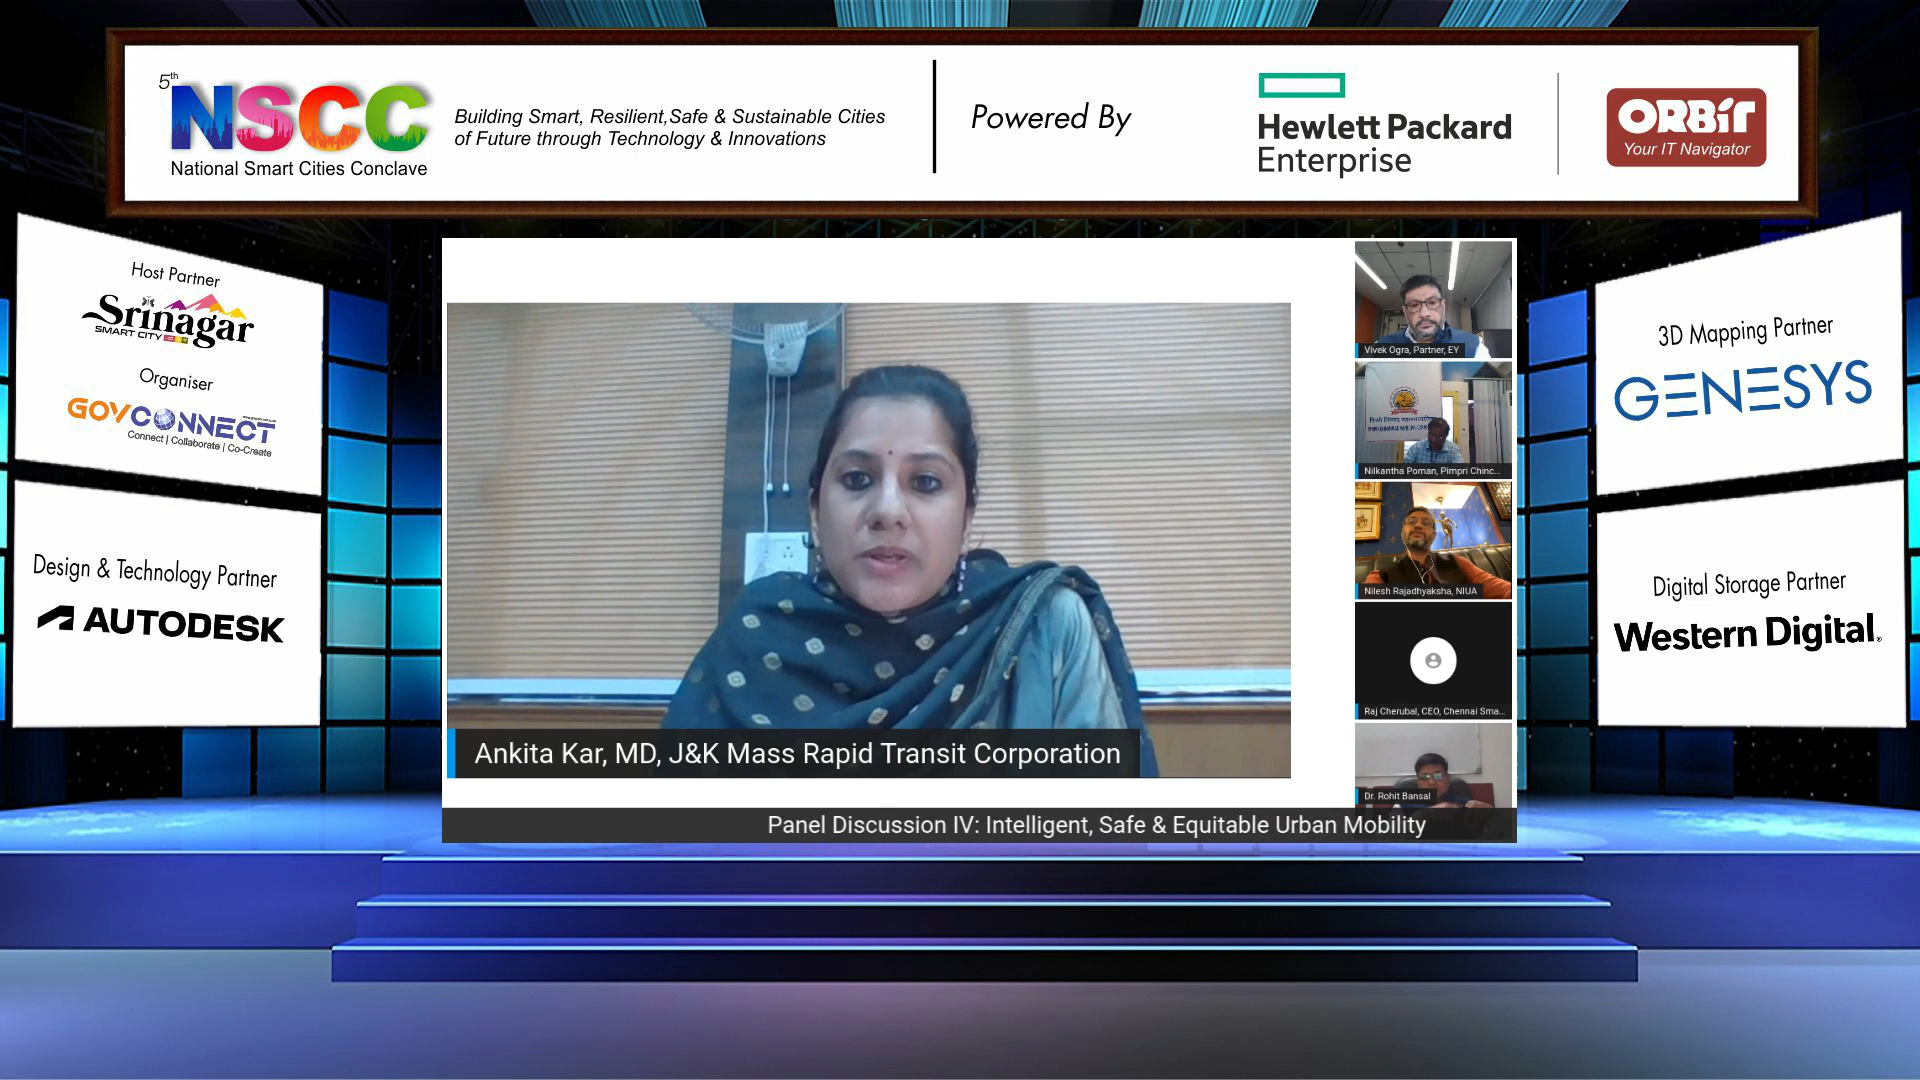 5th
NSCC
National Smart Cities Conclave
Building Smart, Resilient,Safe & Sustainable Cities
of Future through Technology & Innovations
Powered By
Hewlett Packard
Enterprise
ORBIT
Your IT Navigator
Host Partner
Srinagar
SMART CITY
Organiser
GOVCONNECT
Connect | Collaborate | Co-Create
Design & Technology Partner
AUTODESK
Ankita Kar, MD, J&K Mass Rapid Transit Corporation
Vivek Ogra, Partner, EY
Nilkantha Poman, Pimpri Chinc...
Nilesh Rajadhyaksha, NIUA
Raj Cherubal, CEO, Chennai Sma...
Dr. Rohit Bansal
Panel Discussion IV: Intelligent, Safe & Equitable Urban Mobility
3D Mapping Partner
GENESYS
Digital Storage Partner
Western Digital.